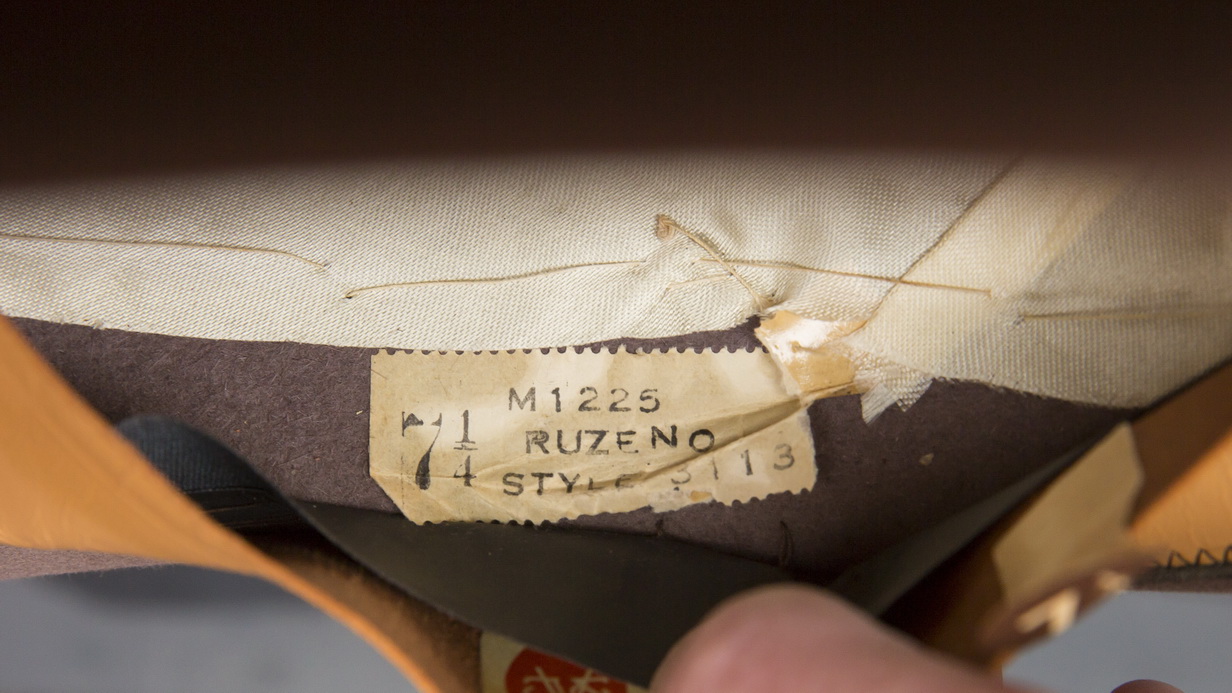 M1225
7 1/4 RUZENO
STYLE 3113